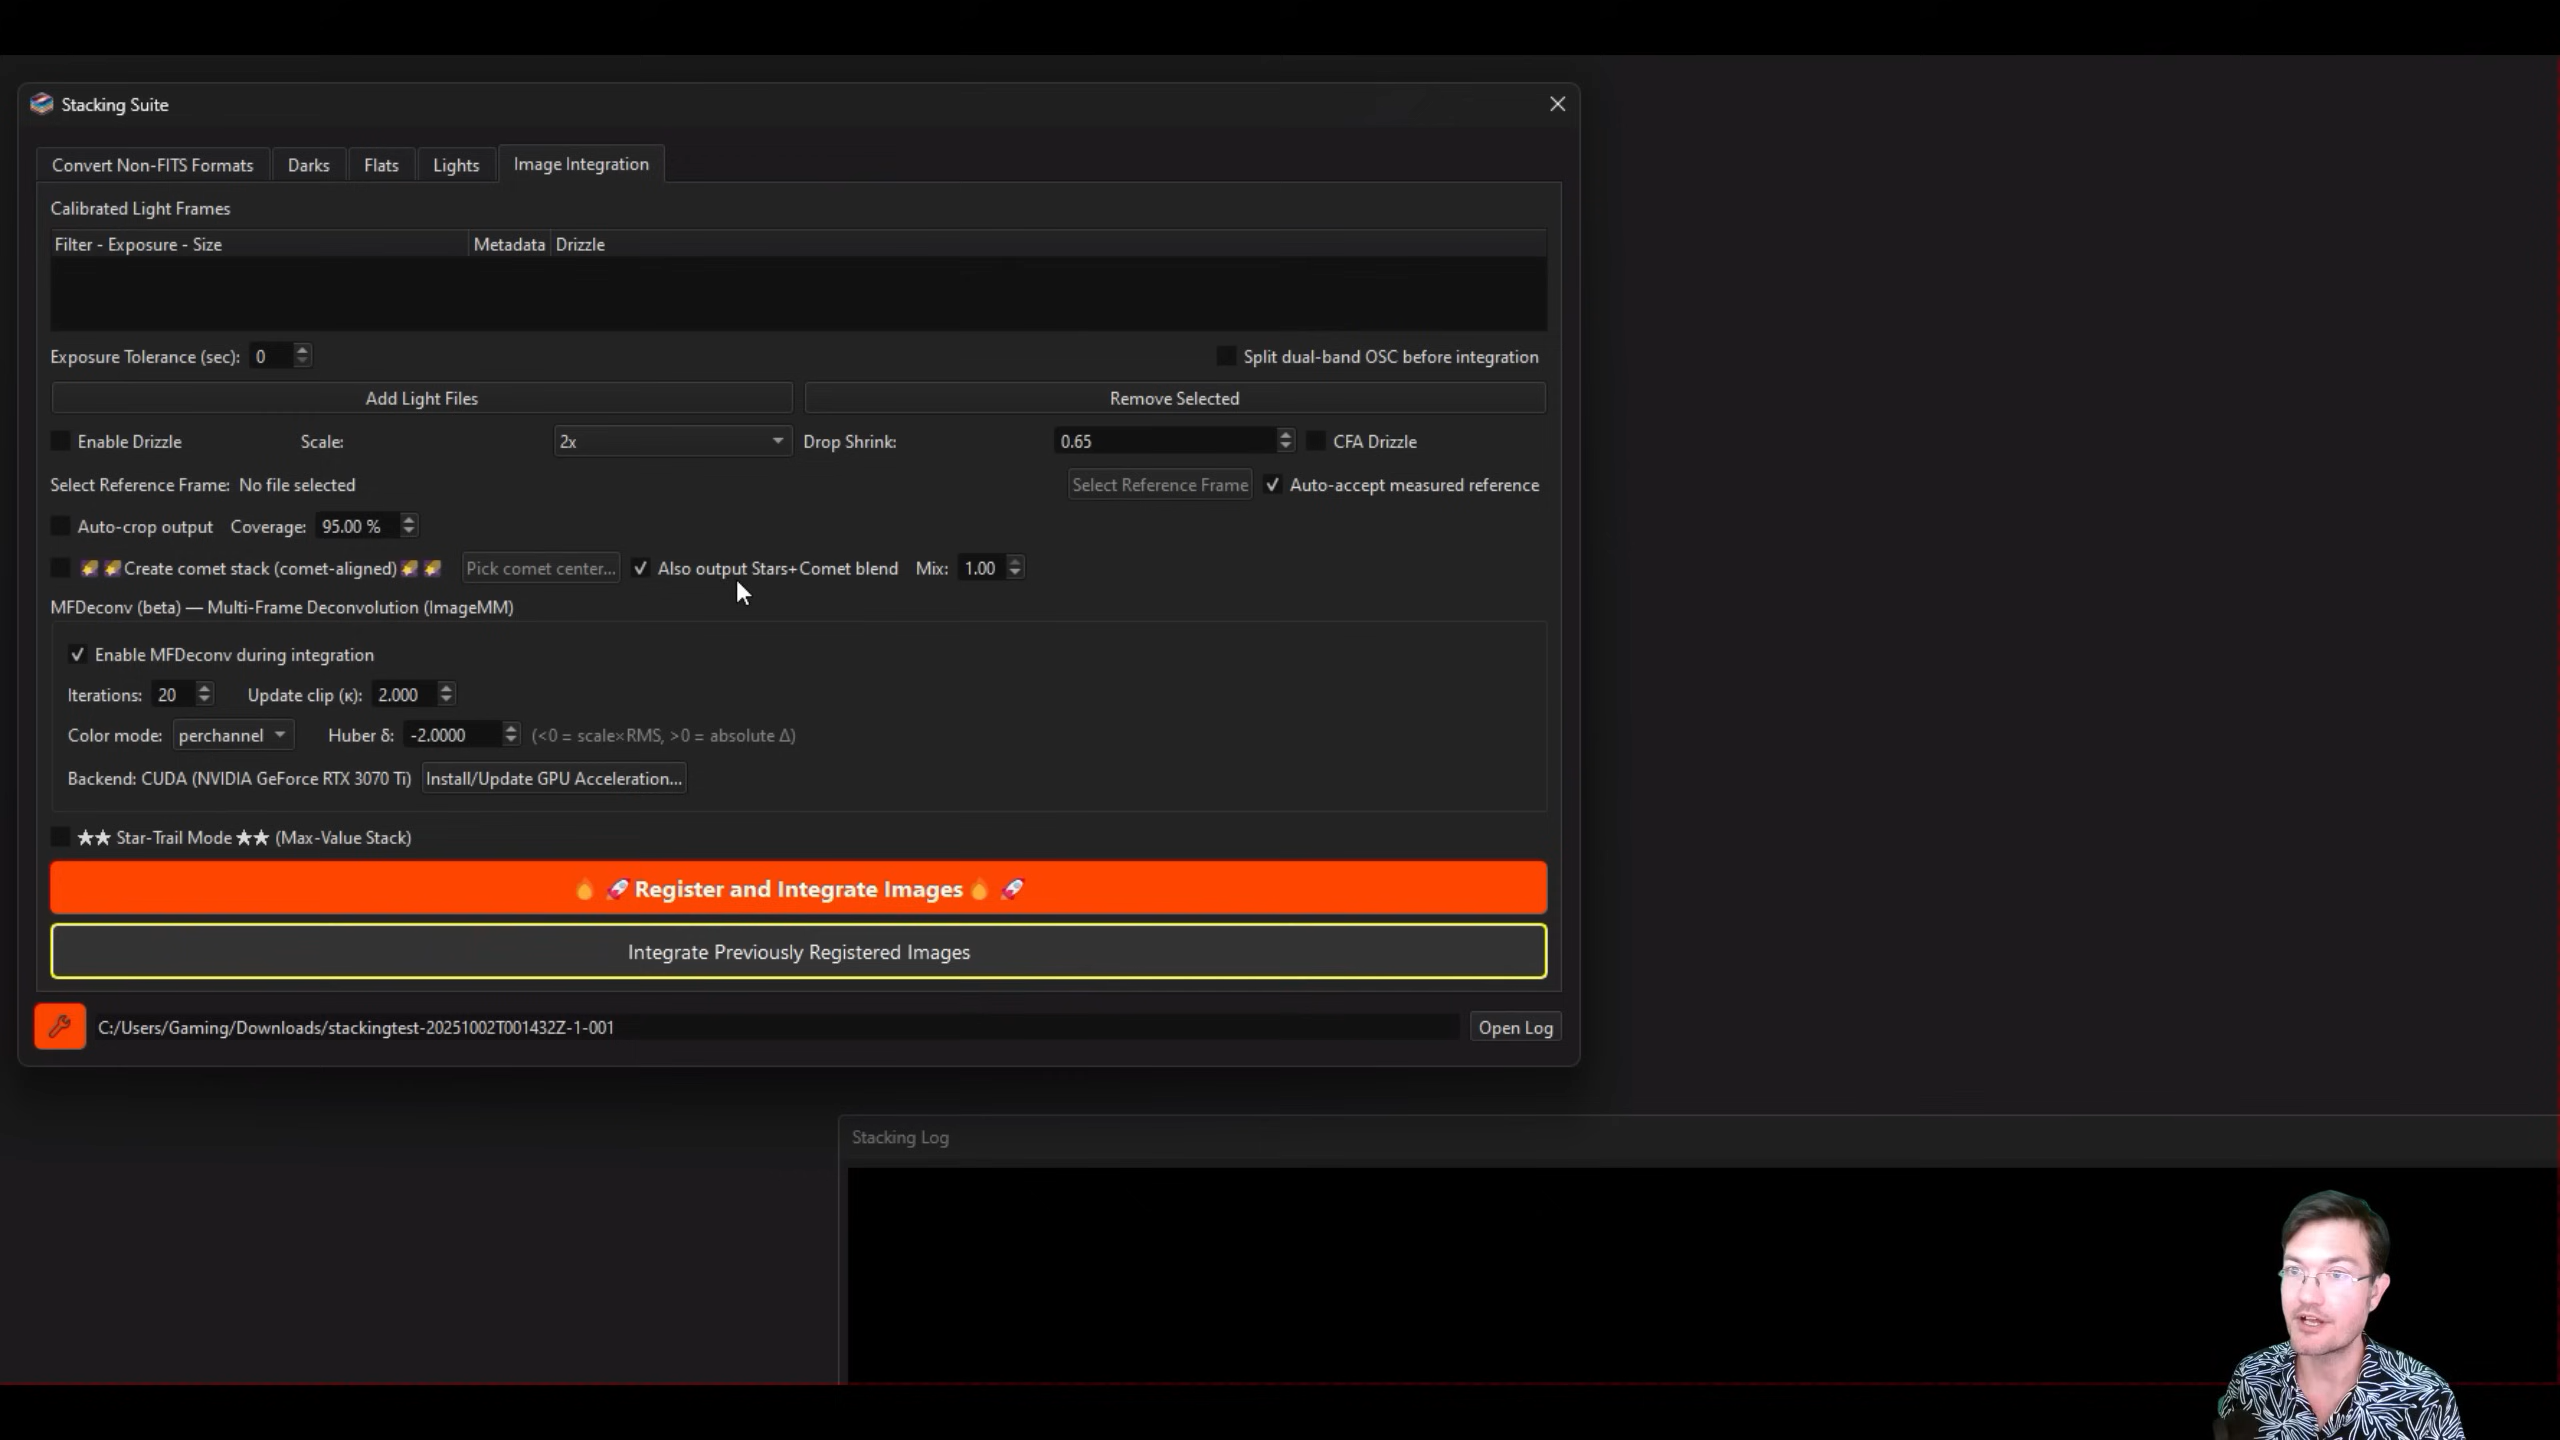 Stacking Suite
Convert Non-FITS Formats Darks Flats Lights Image Integration
Calibrated Light Frames
Filter - Exposure - Size Metadata Drizzle
Exposure Tolerance (sec): 0 Split dual-band OSC before integration
Add Light Files Remove Selected
Enable Drizzle Scale: 2x Drop Shrink: 0.65 CFA Drizzle
Select Reference Frame: No file selected Select Reference Frame Auto-accept measured reference
Auto-crop output Coverage: 95.00 %
Create comet stack (comet-aligned) Pick comet center... Also output Stars+Comet blend Mix: 1.00
MFDeconv (beta) — Multi-Frame Deconvolution (ImageMM)
Enable MFDeconv during integration
Iterations: 20 Update clip (κ): 2.000
Color mode: perchannel Huber δ: -2.0000 (<0 = scale×RMS, >0 = absolute Δ)
Backend: CUDA (NVIDIA GeForce RTX 3070 Ti) Install/Update GPU Acceleration...
★★ Star-Trail Mode ★★ (Max-Value Stack)
🔥 🚀 Register and Integrate Images 🔥 🚀
Integrate Previously Registered Images
C:/Users/Gaming/Downloads/stackingtest-20251002T001432Z-1-001 Open Log
Stacking Log